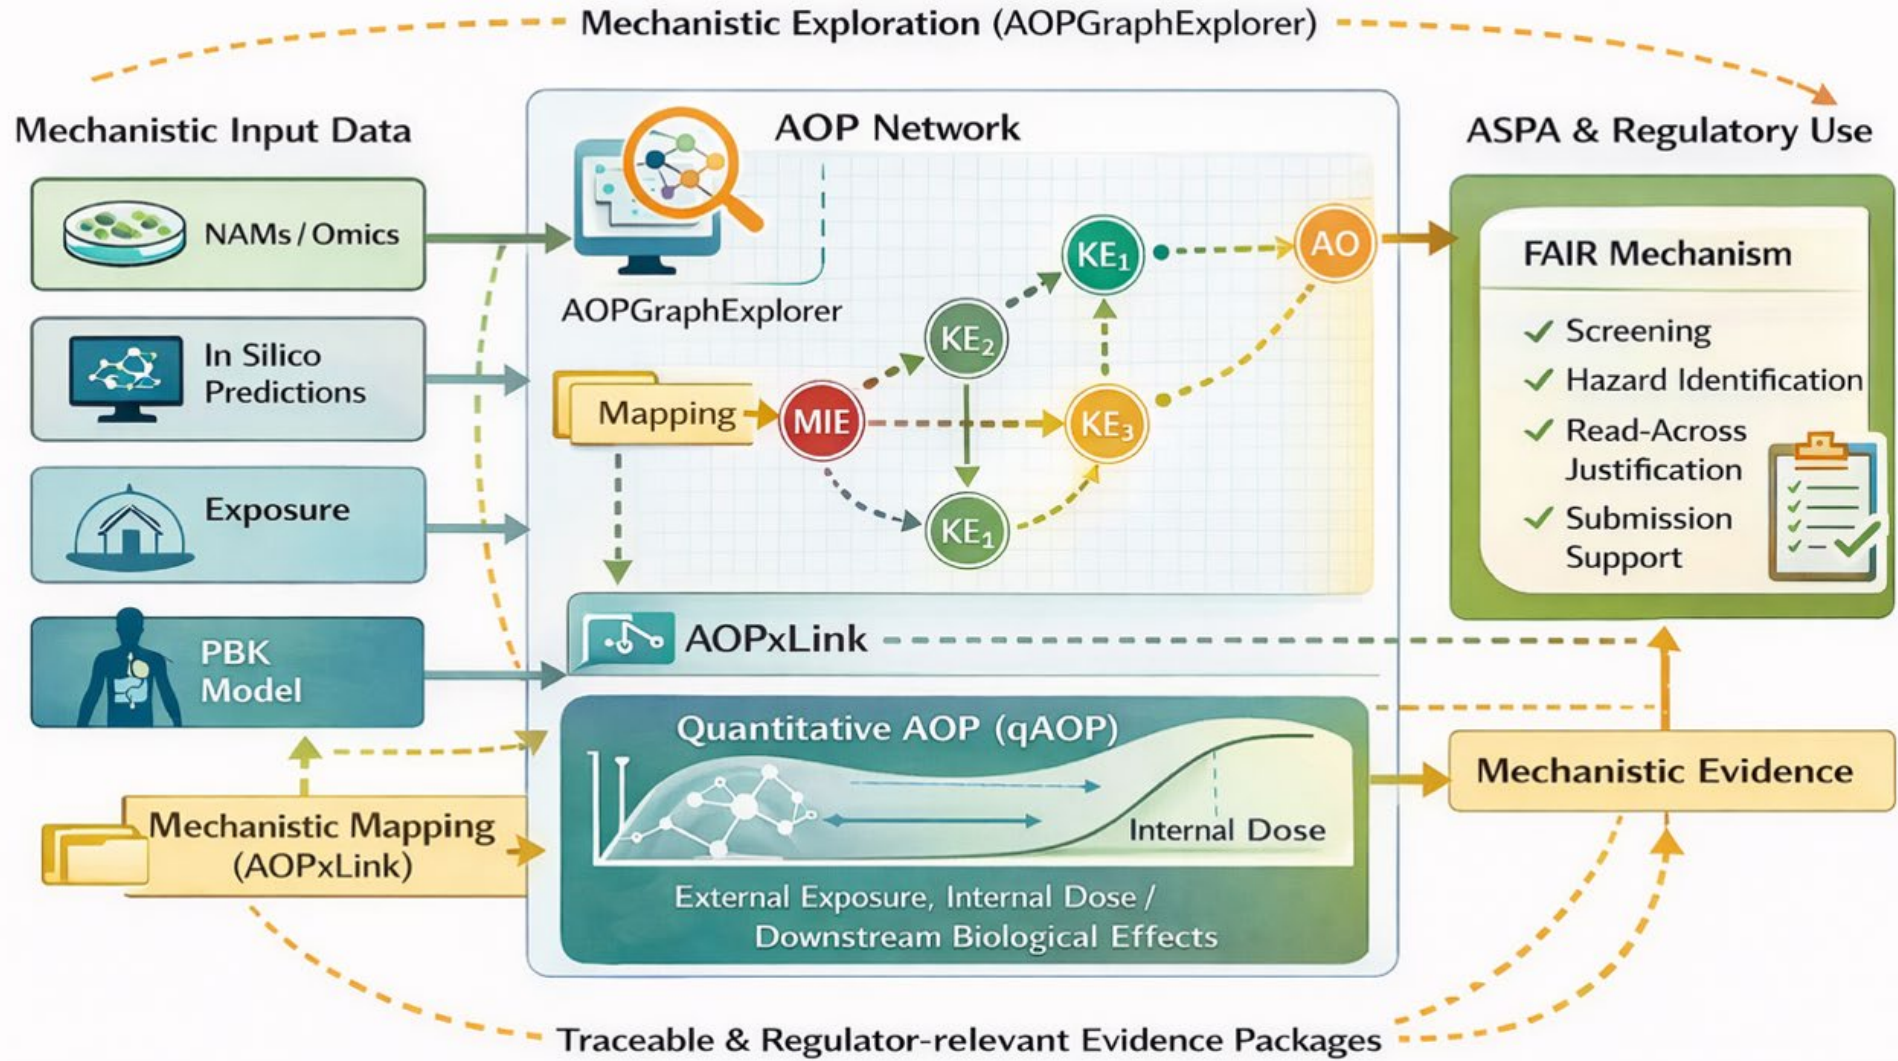 Mechanistic Exploration (AOPGraphExplorer)
Mechanistic Input Data
NAMs / Omics
In Silico
Predictions
Exposure
PBK
Model
Mechanistic Mapping
(AOPxLink)
AOP Network
AOPGraphExplorer
Mapping
MIE
KE₂
KE₁
KE₃
KE₁
AO
AOPxLink
Quantitative AOP (qAOP)
Internal Dose
External Exposure, Internal Dose /
Downstream Biological Effects
ASPA & Regulatory Use
FAIR Mechanism
Screening
Hazard Identification
Read-Across
Justification
Submission
Support
Mechanistic Evidence
Traceable & Regulator-relevant Evidence Packages